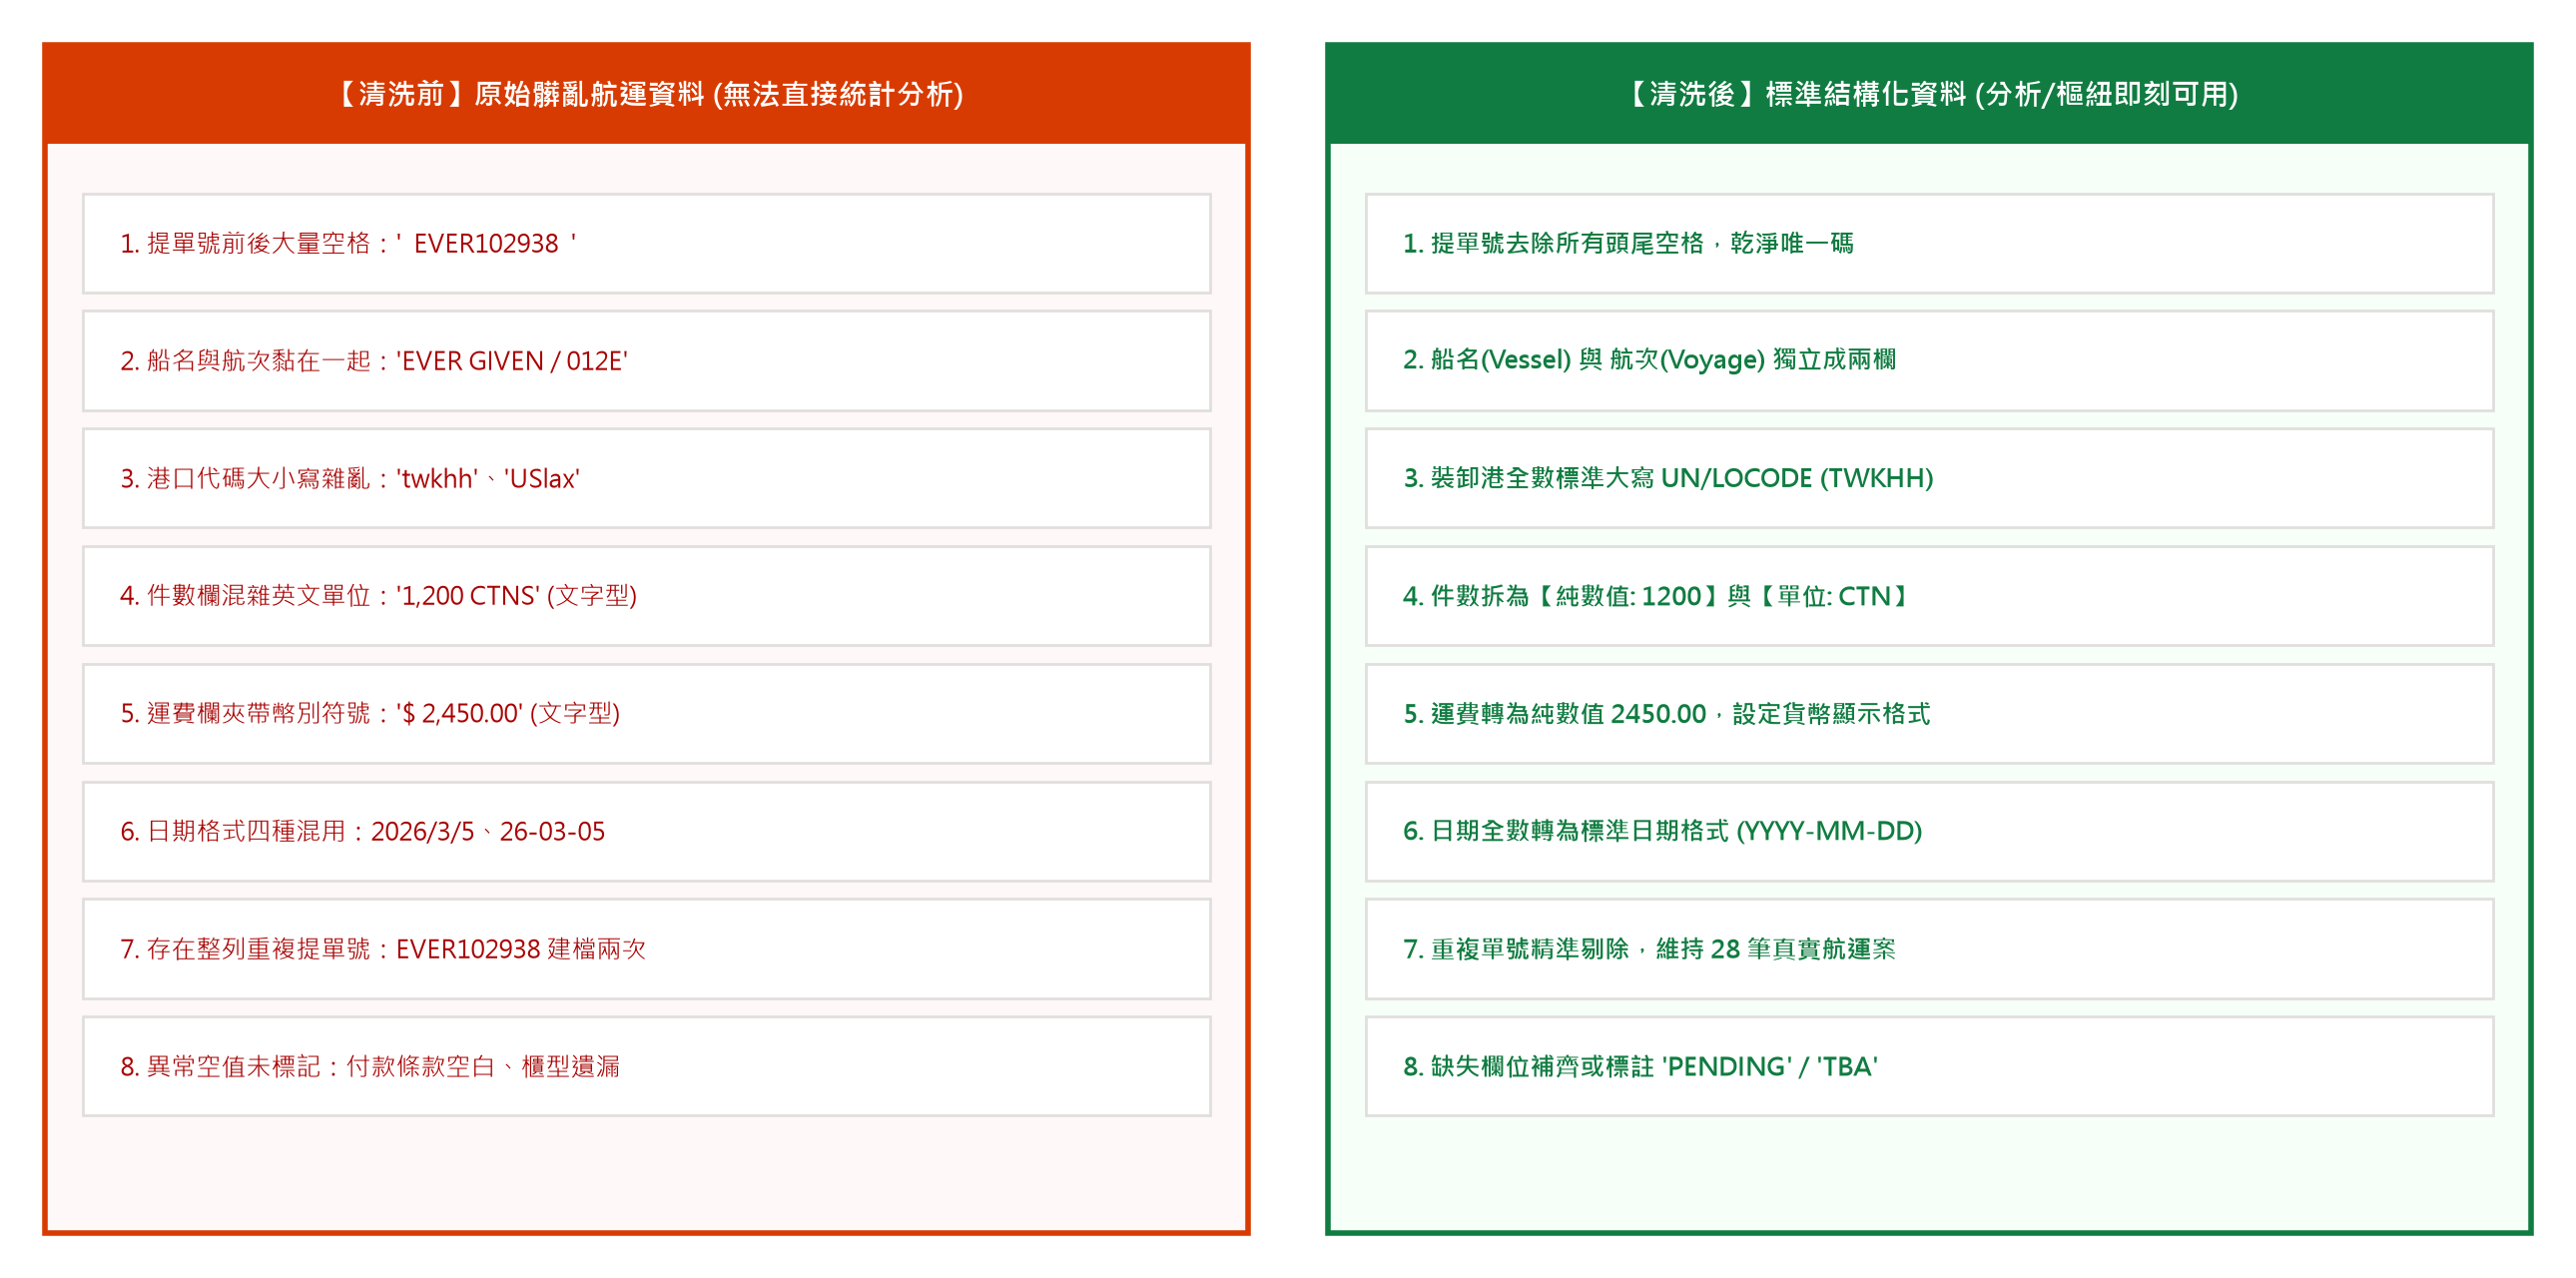 【清洗前】原始髒亂航運資料 (無法直接統計分析)
1. 提單號前後大量空格：'  EVER102938  '
2. 船名與航次黏在一起：'EVER GIVEN / 012E'
3. 港口代碼大小寫雜亂：'twkhh'、'USlax'
4. 件數欄混雜英文單位：'1,200 CTNS' (文字型)
5. 運費欄夾帶幣別符號：'$ 2,450.00' (文字型)
6. 日期格式四種混用：2026/3/5、26-03-05
7. 存在整列重複提單號：EVER102938 建檔兩次
8. 異常空值未標記：付款條款空白、櫃型遺漏
【清洗後】標準結構化資料 (分析/樞紐即刻可用)
1. 提單號去除所有頭尾空格，乾淨唯一碼
2. 船名(Vessel) 與 航次(Voyage) 獨立成兩欄
3. 裝卸港全數標準大寫 UN/LOCODE (TWKHH)
4. 件數拆為【純數值: 1200】與【單位: CTN】
5. 運費轉為純數值 2450.00，設定貨幣顯示格式
6. 日期全數轉為標準日期格式 (YYYY-MM-DD)
7. 重複單號精準剔除，維持 28 筆真實航運案
8. 缺失欄位補齊或標註 'PENDING' / 'TBA'